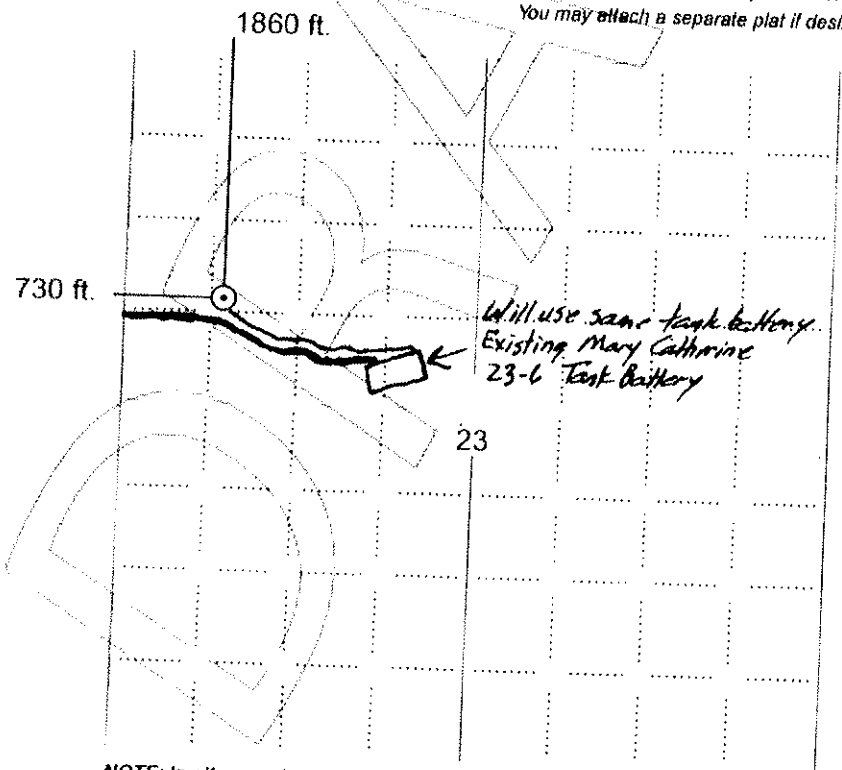 1860 ft.
You may attach a separate plat if desi
730 ft.
Will use same tank battery.
Existing Mary Catherine
23-6 Tank Battery
23